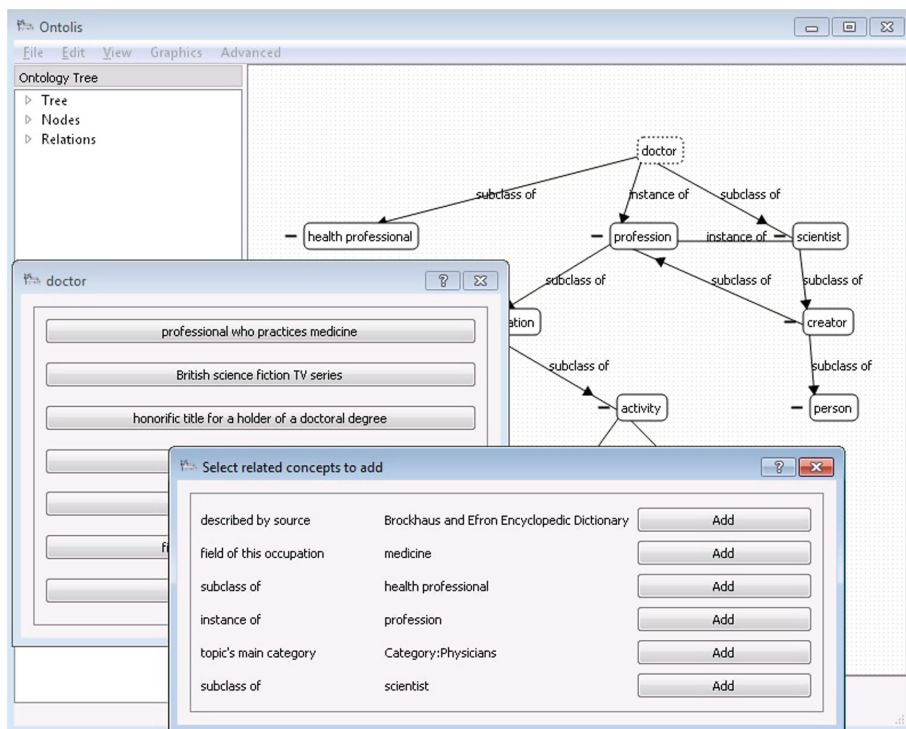 Ontolis
File Edit View Graphics Advanced
Ontology Tree
Tree
Nodes
Relations
doctor
subclass of
instance of
subclass of
health professional
profession
instance of
scientist
subclass of
subclass of
subclass of
creator
subclass of
subclass of
activity
person
doctor
professional who practices medicine
British science fiction TV series
honorific title for a holder of a doctoral degree
Select related concepts to add
described by source Brockhaus and Efron Encyclopedic Dictionary Add
field of this occupation medicine Add
subclass of health professional Add
instance of profession Add
topic's main category Category:Physicians Add
subclass of scientist Add